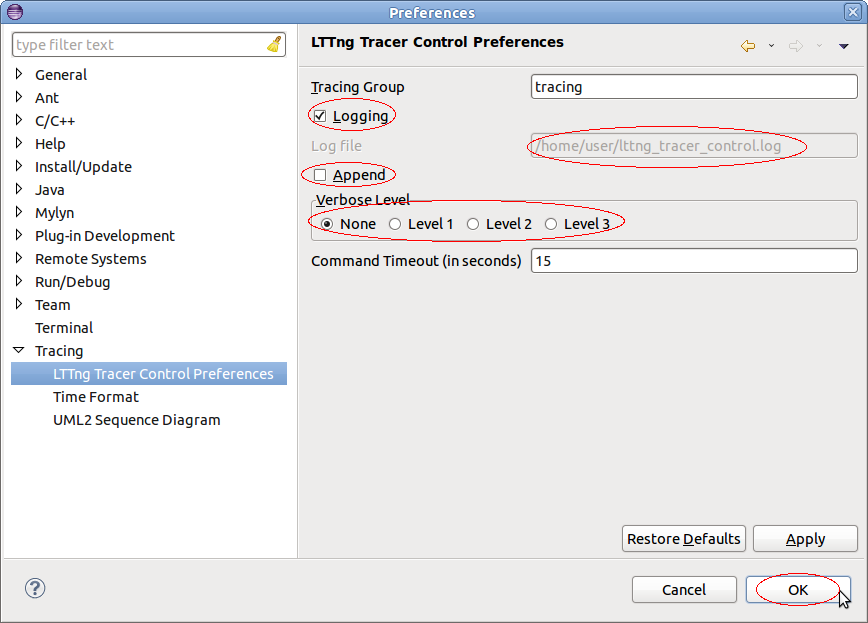 Preferences
type filter text
General
Ant
C/C++
Help
Install/Update
Java
Mylyn
Plug-in Development
Remote Systems
Run/Debug
Team
Terminal
Tracing
LTTng Tracer Control Preferences
Time Format
UML2 Sequence Diagram
LTTng Tracer Control Preferences
Tracing Group tracing
Logging
Log file /home/user/lttng_tracer_control.log
Append
Verbose Level
None Level 1 Level 2 Level 3
Command Timeout (in seconds) 15
Restore Defaults Apply
? Cancel OK